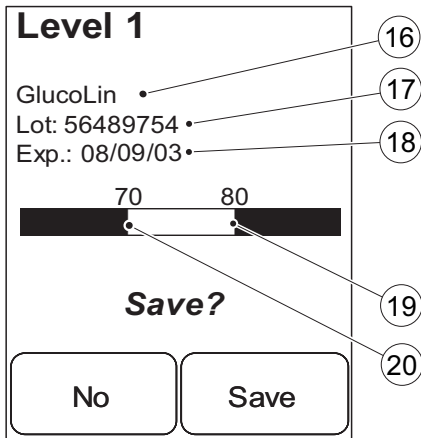 Level 1
16
GlucoLin
17
Lot: 56489754
18
Exp.: 08/09/03
70 80
Save?
19
20
No Save